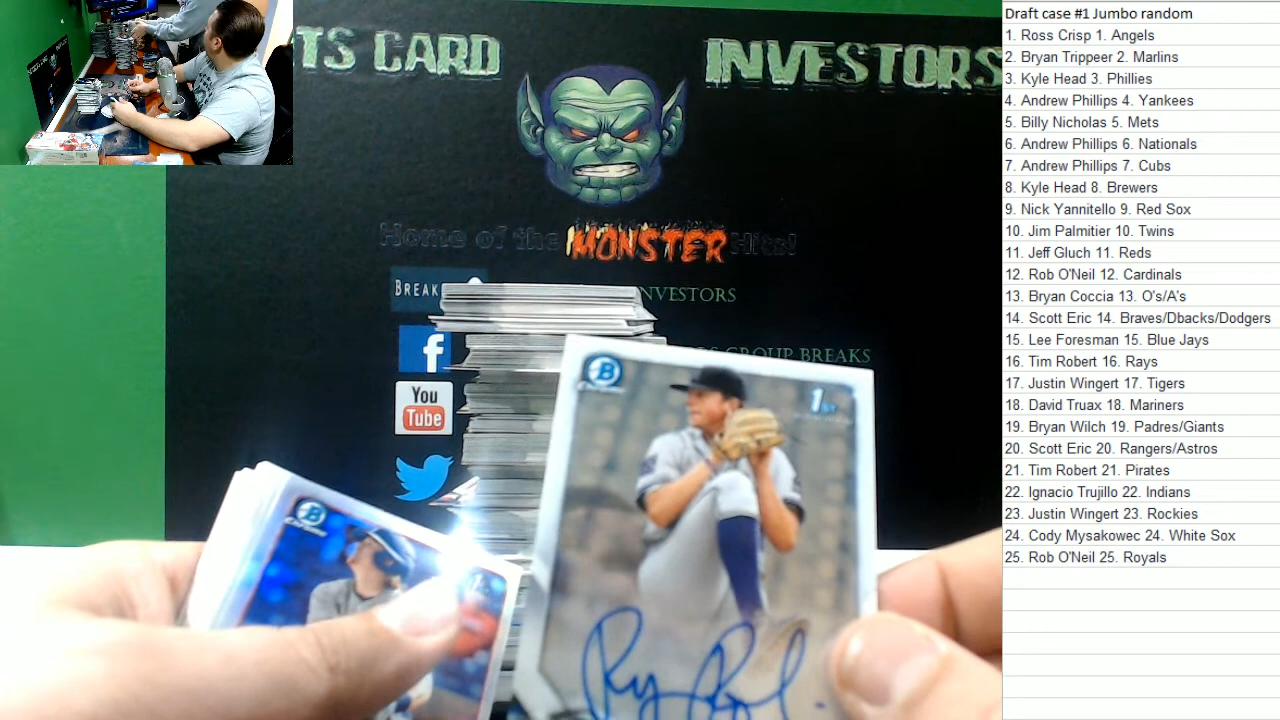 TS CARD INVESTORS
Home of the MONSTER Hits!
BREAK NVESTORS
GROUP BREAKS
f
You
Tube
B
Chrome
1ST
B
Chrome
Draft case #1 Jumbo random
1. Ross Crisp 1. Angels
2. Bryan Trippeer 2. Marlins
3. Kyle Head 3. Phillies
4. Andrew Phillips 4. Yankees
5. Billy Nicholas 5. Mets
6. Andrew Phillips 6. Nationals
7. Andrew Phillips 7. Cubs
8. Kyle Head 8. Brewers
9. Nick Yannitello 9. Red Sox
10. Jim Palmitier 10. Twins
11. Jeff Gluch 11. Reds
12. Rob O'Neil 12. Cardinals
13. Bryan Coccia 13. O's/A's
14. Scott Eric 14. Braves/Dbacks/Dodgers
15. Lee Foresman 15. Blue Jays
16. Tim Robert 16. Rays
17. Justin Wingert 17. Tigers
18. David Truax 18. Mariners
19. Bryan Wilch 19. Padres/Giants
20. Scott Eric 20. Rangers/Astros
21. Tim Robert 21. Pirates
22. Ignacio Trujillo 22. Indians
23. Justin Wingert 23. Rockies
24. Cody Mysakowec 24. White Sox
25. Rob O'Neil 25. Royals